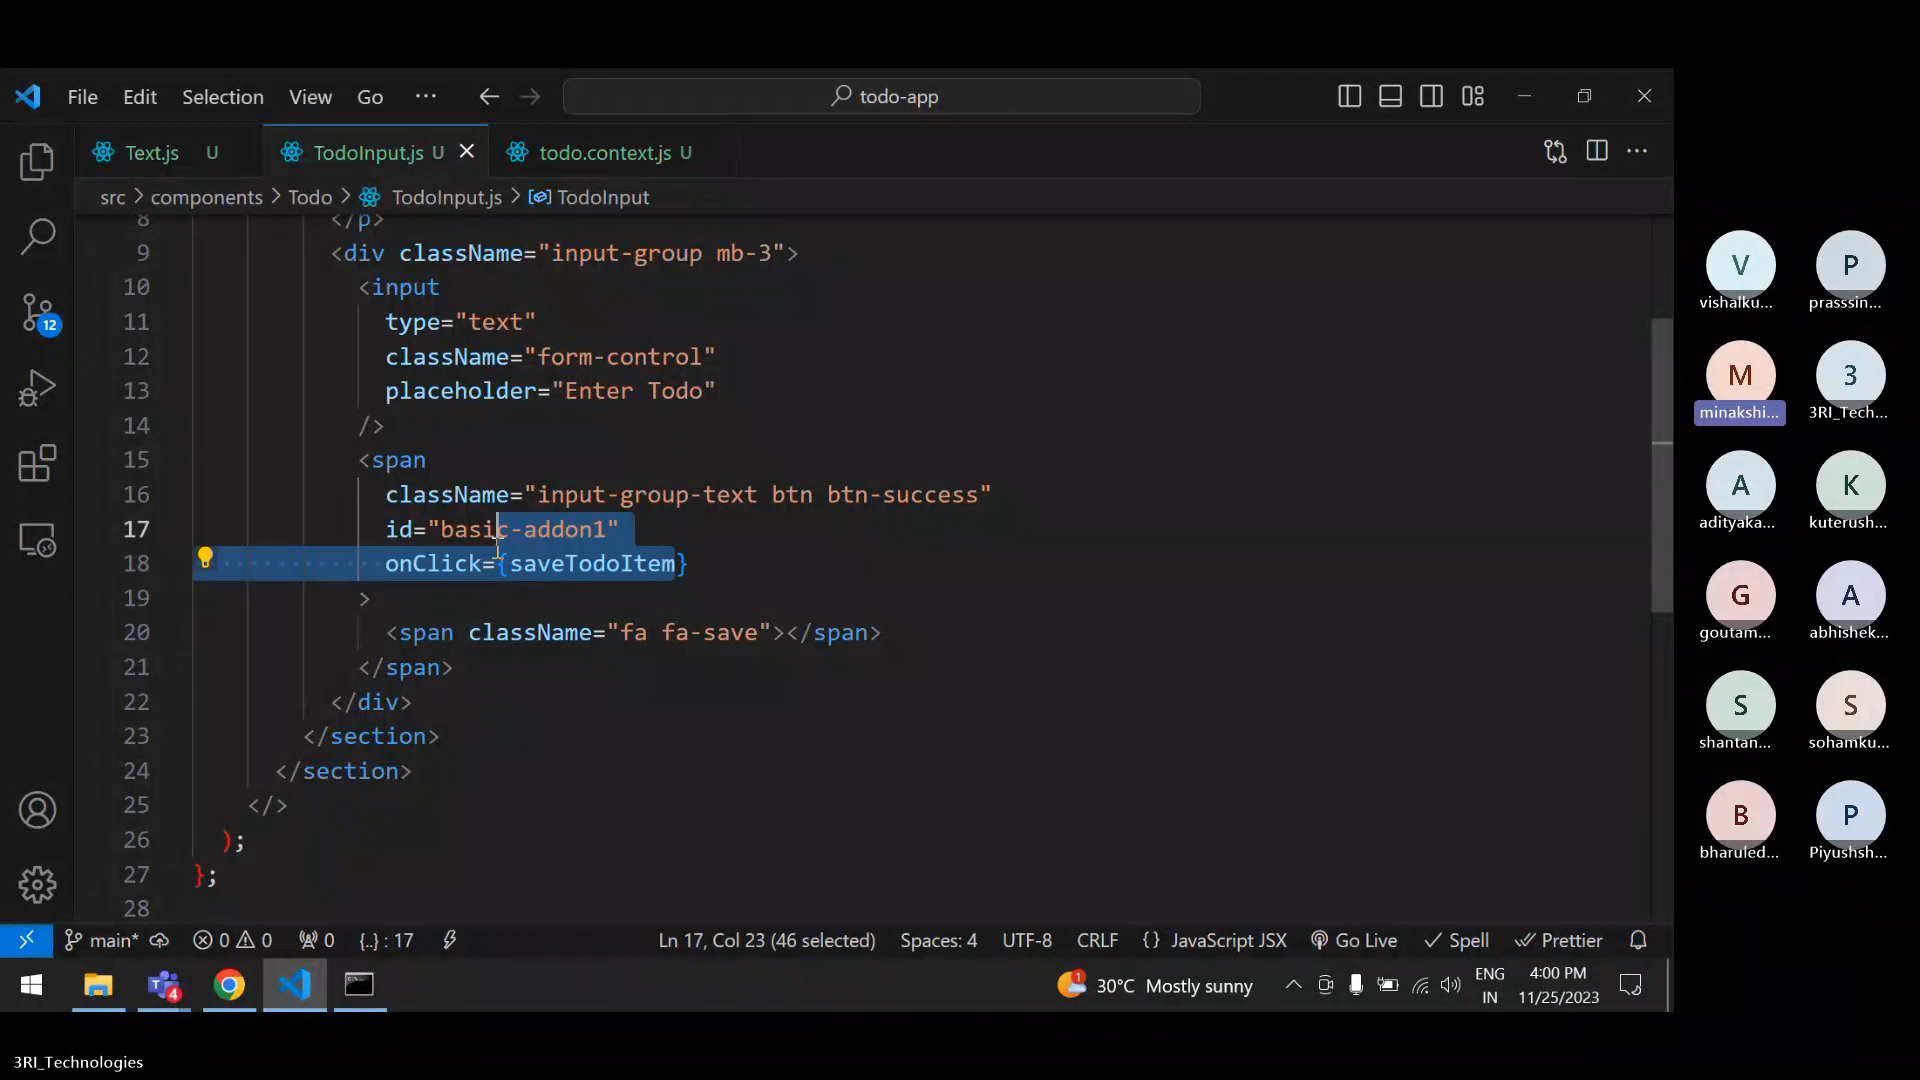 File Edit Selection View Go ··· todo-app
Text.js U TodoInput.js U todo.context.js U
src > components > Todo > TodoInput.js > TodoInput
8 </p>
9 <div className="input-group mb-3">
10 <input
11 type="text"
12 className="form-control"
13 placeholder="Enter Todo"
14 />
15 <span
16 className="input-group-text btn btn-success"
17 id="basic-addon1"
18 onClick={saveTodoItem}
19 >
20 <span className="fa fa-save"></span>
21 </span>
22 </div>
23 </section>
24 </section>
25 </>
26 );
27 };
28
12
main* 0 0 0 {..} : 17 Ln 17, Col 23 (46 selected) Spaces: 4 UTF-8 CRLF {} JavaScript JSX Go Live Spell Prettier
4 1 30°C Mostly sunny ENG IN 4:00 PM 11/25/2023
V P
vishalku... prasssin...
M 3
minakshi... 3RI_Tech...
A K
adityaka... kuterush...
G A
goutam... abhishek...
S S
shantan... sohamku...
B P
bharuled... Piyushsh...
3RI_Technologies